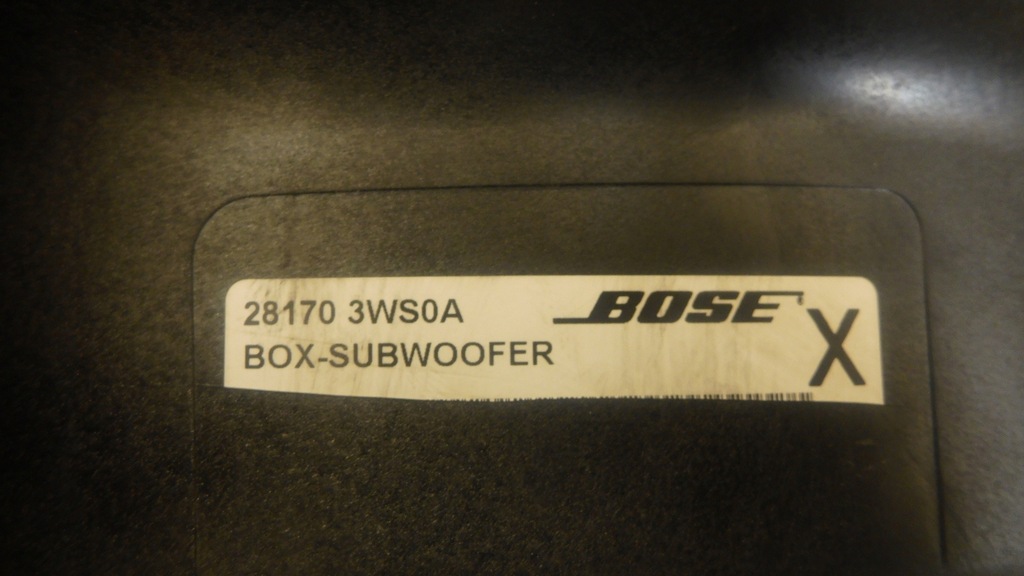 28170 3WS0A
BOX-SUBWOOFER
BOSE®
X